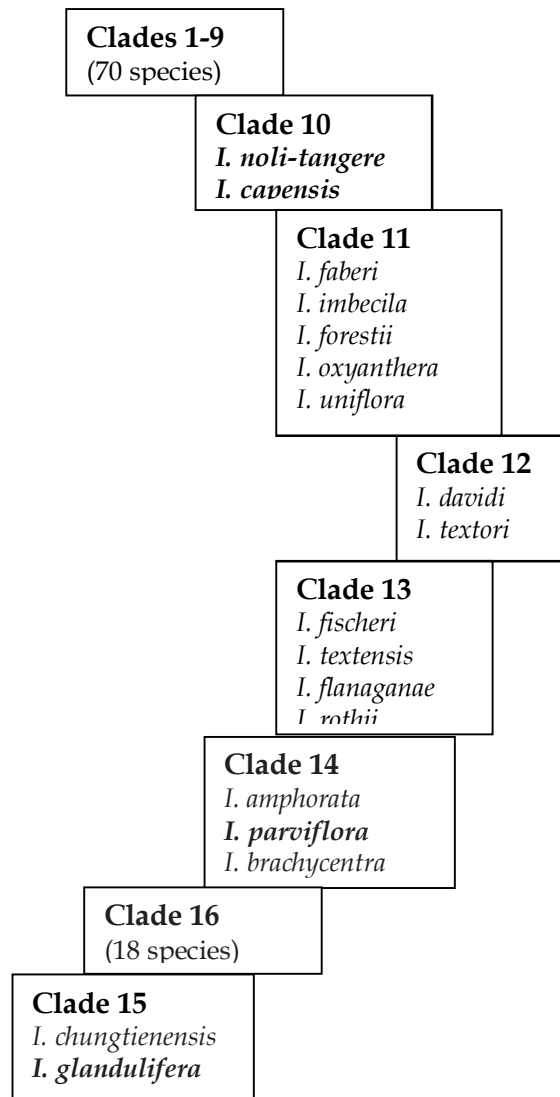 Clades 1-9
(70 species)
Clade 10
I. noli-tangere
I. capensis
Clade 11
I. faberi
I. imbecila
I. forestii
I. oxyanthera
I. uniflora
Clade 12
I. davidi
I. textori
Clade 13
I. fischeri
I. textensis
I. flanaganae
I. rothii
Clade 14
I. amphorata
I. parviflora
I. brachycentra
Clade 16
(18 species)
Clade 15
I. chungtienensis
I. glandulifera